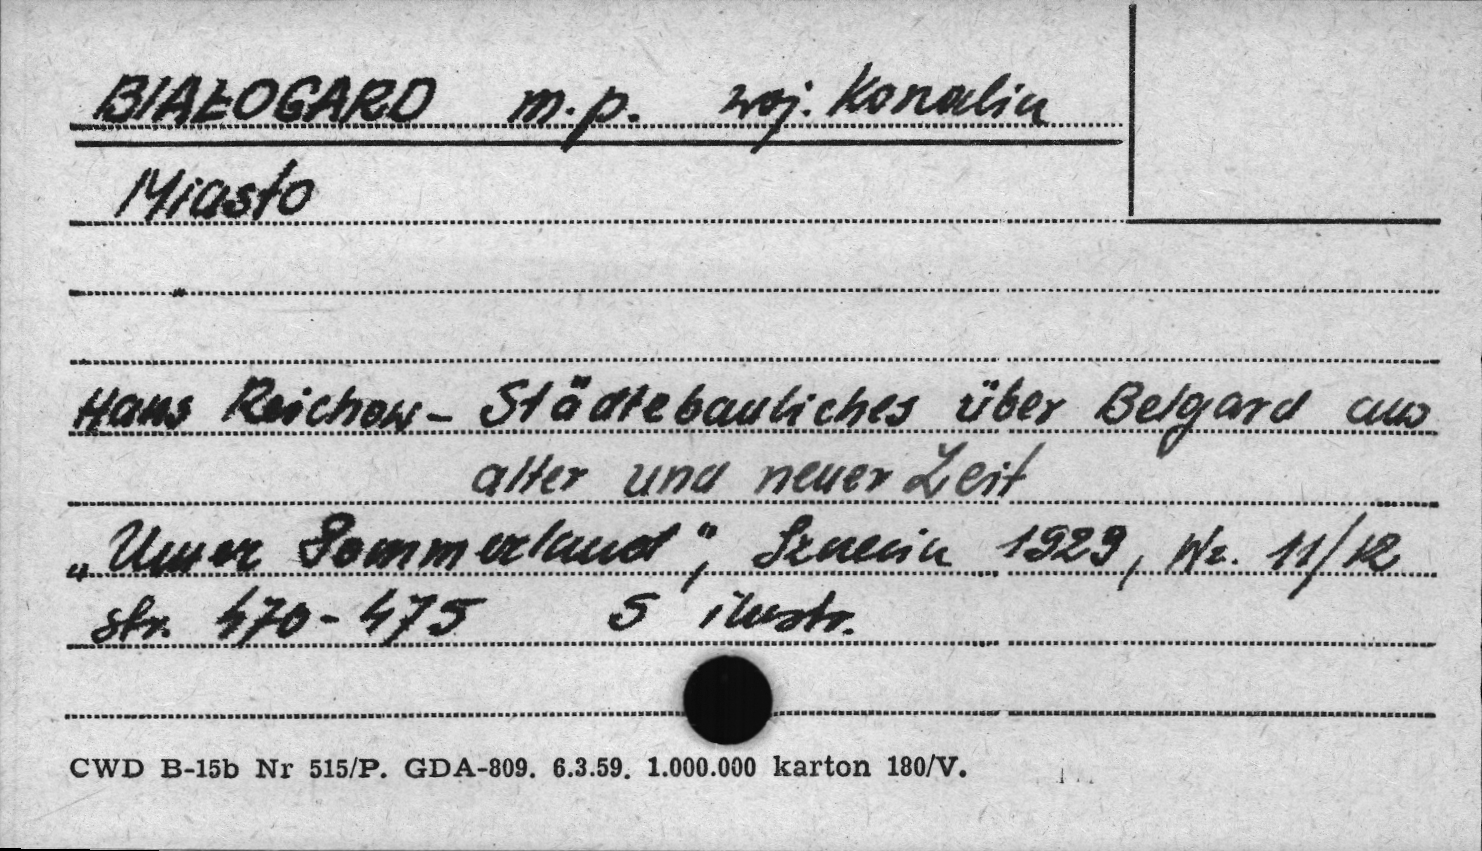 BIAŁOGARD m.p. woj. Koszalin
Miasto
Hans Reichow - Städtebauliches über Belgard aus
alter und neuer Zeit
„Unser Pommerland", Szczecin 1929, Nr. 11/12
str. 470-475 5 ilustr.
CWD B-15b Nr 515/P. GDA-809. 6.3.59. 1.000.000 karton 180/V.